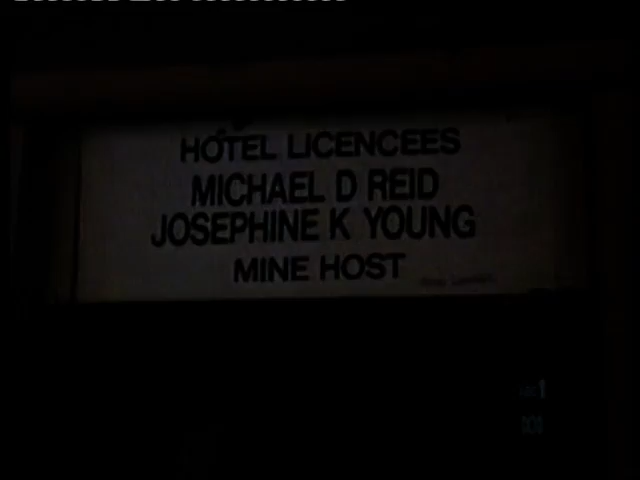 HOTEL LICENCEES
MICHAEL D REID
JOSEPHINE K YOUNG
MINE HOST